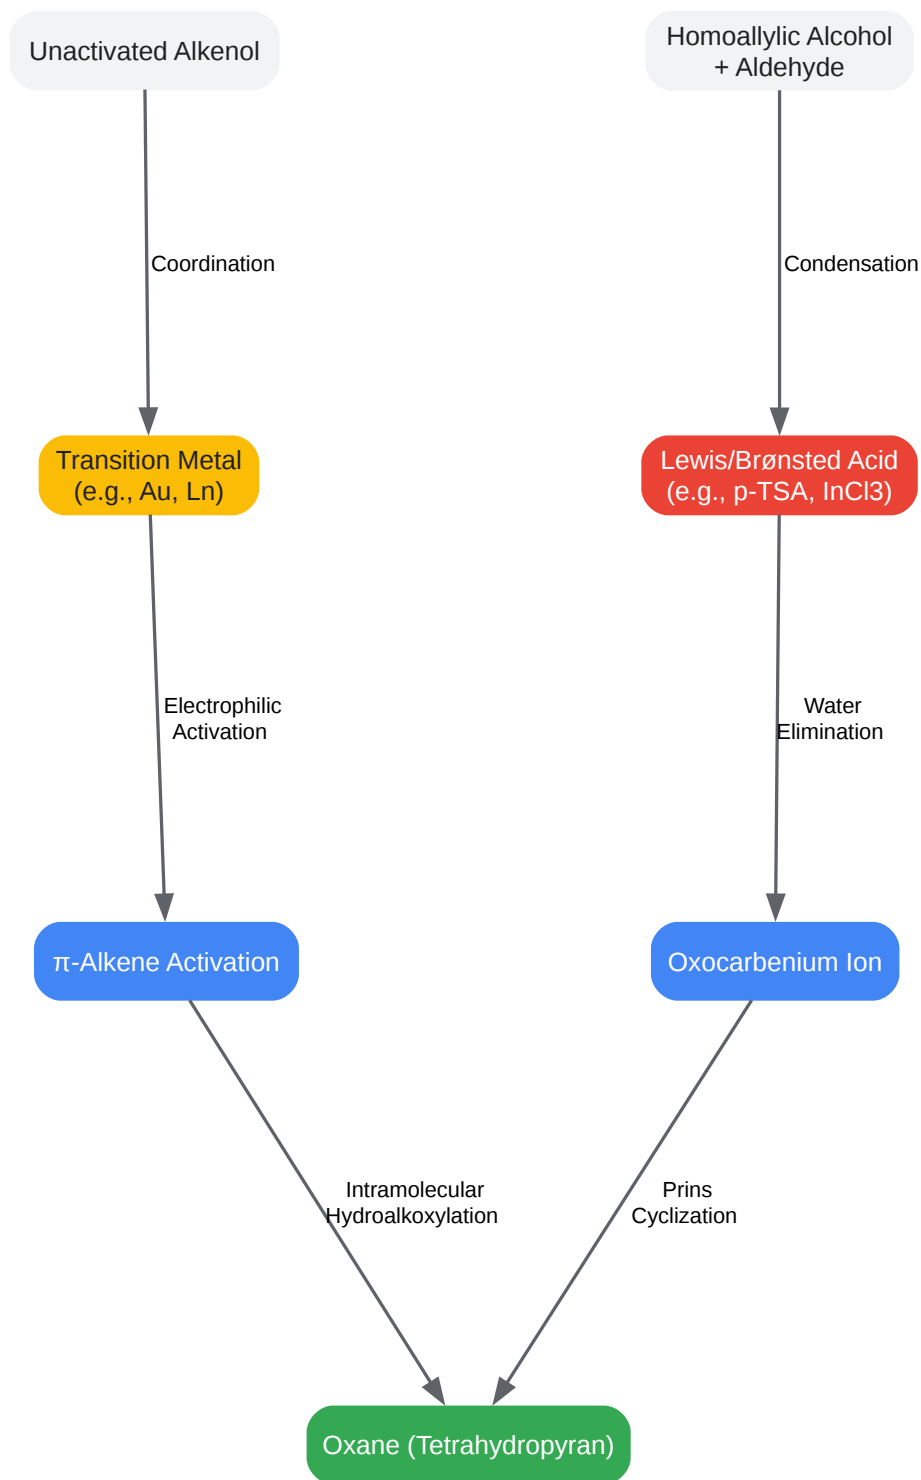 Unactivated Alkenol
Homoallylic Alcohol
+ Aldehyde
Coordination
Condensation
Transition Metal
(e.g., Au, Ln)
Lewis/Brønsted Acid
(e.g., p-TSA, InCl3)
Electrophilic
Activation
Water
Elimination
π-Alkene Activation
Oxocarbenium Ion
Intramolecular
Hydroalkoxylation
Prins
Cyclization
Oxane (Tetrahydropyran)